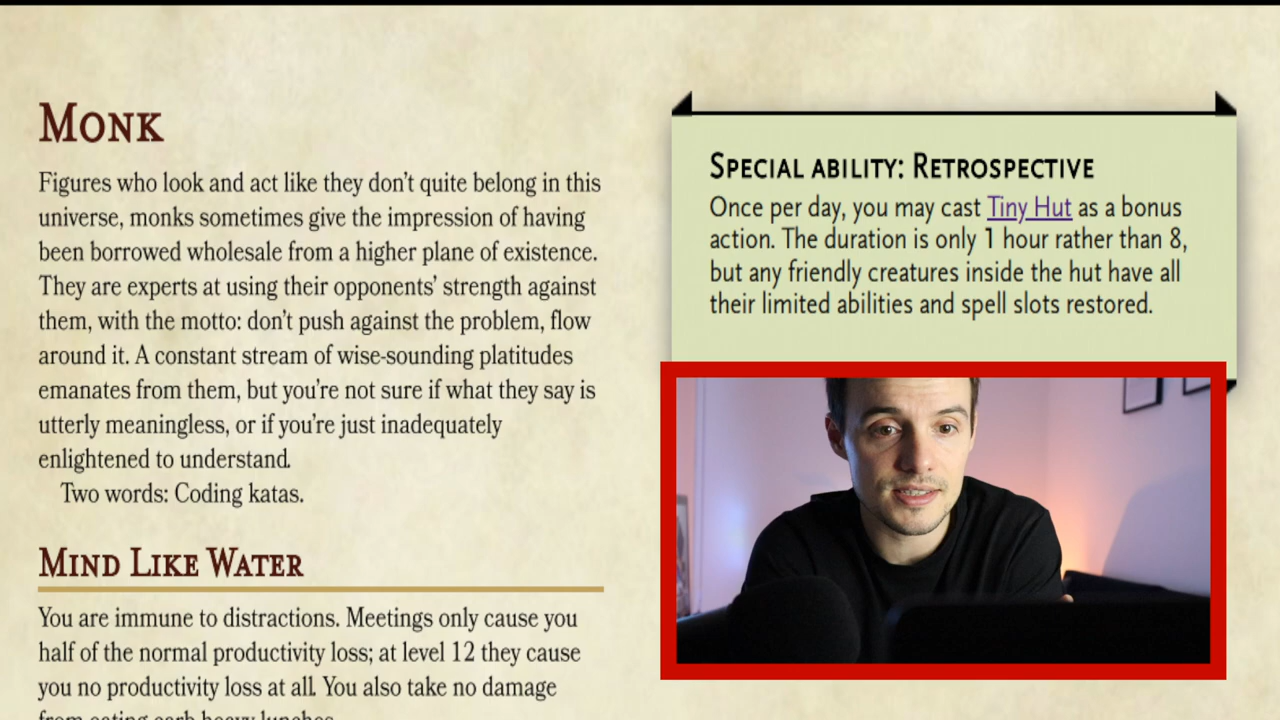 Monk
Figures who look and act like they don't quite belong in this
universe, monks sometimes give the impression of having
been borrowed wholesale from a higher plane of existence.
They are experts at using their opponents' strength against
them, with the motto: don't push against the problem, flow
around it. A constant stream of wise-sounding platitudes
emanates from them, but you're not sure if what they say is
utterly meaningless, or if you're just inadequately
enlightened to understand.
Two words: Coding katas.
Mind Like Water
You are immune to distractions. Meetings only cause you
half of the normal productivity loss; at level 12 they cause
you no productivity loss at all. You also take no damage
from eating carb heavy lunches.
Special ability: Retrospective
Once per day, you may cast Tiny Hut as a bonus
action. The duration is only 1 hour rather than 8,
but any friendly creatures inside the hut have all
their limited abilities and spell slots restored.